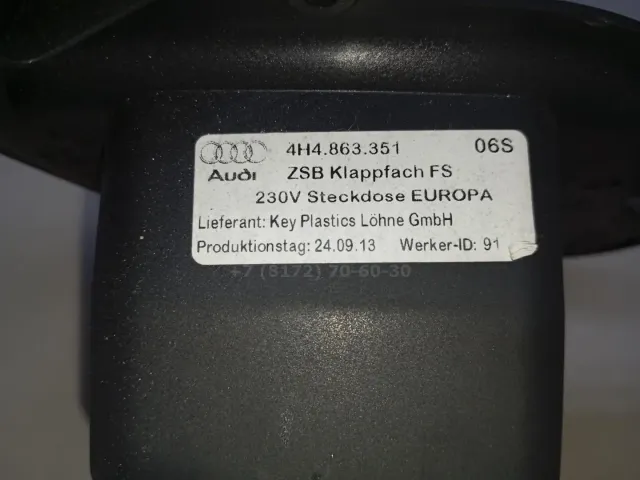 4H4.863.351 06S
Audi ZSB Klappfach FS
230V Steckdose EUROPA
Lieferant: Key Plastics Löhne GmbH
Produktionstag: 24.09.13 Werker-ID: 91
+7 (8172) 70-60-30